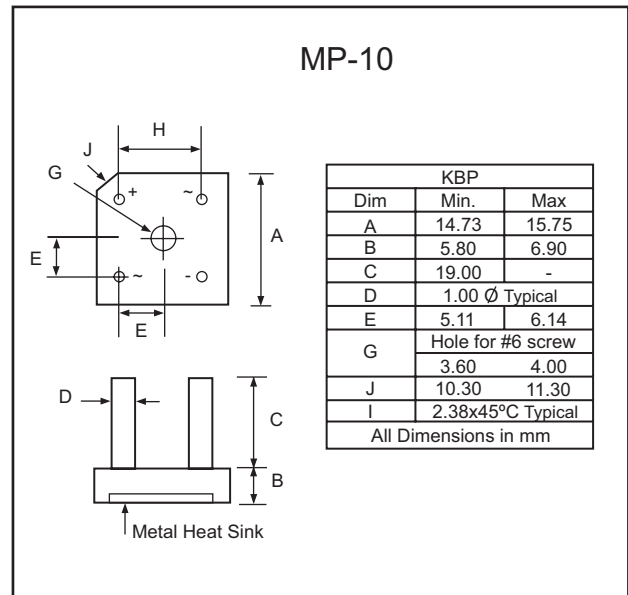 MP-10
H
J
G
+
~
A
E
~
-
E
D
C
B
Metal Heat Sink
KBP
Dim Min. Max
A 14.73 15.75
B 5.80 6.90
C 19.00 -
D 1.00 Ø Typical
E 5.11 6.14
G Hole for #6 screw
3.60 4.00
J 10.30 11.30
I 2.38x45ºC Typical
All Dimensions in mm